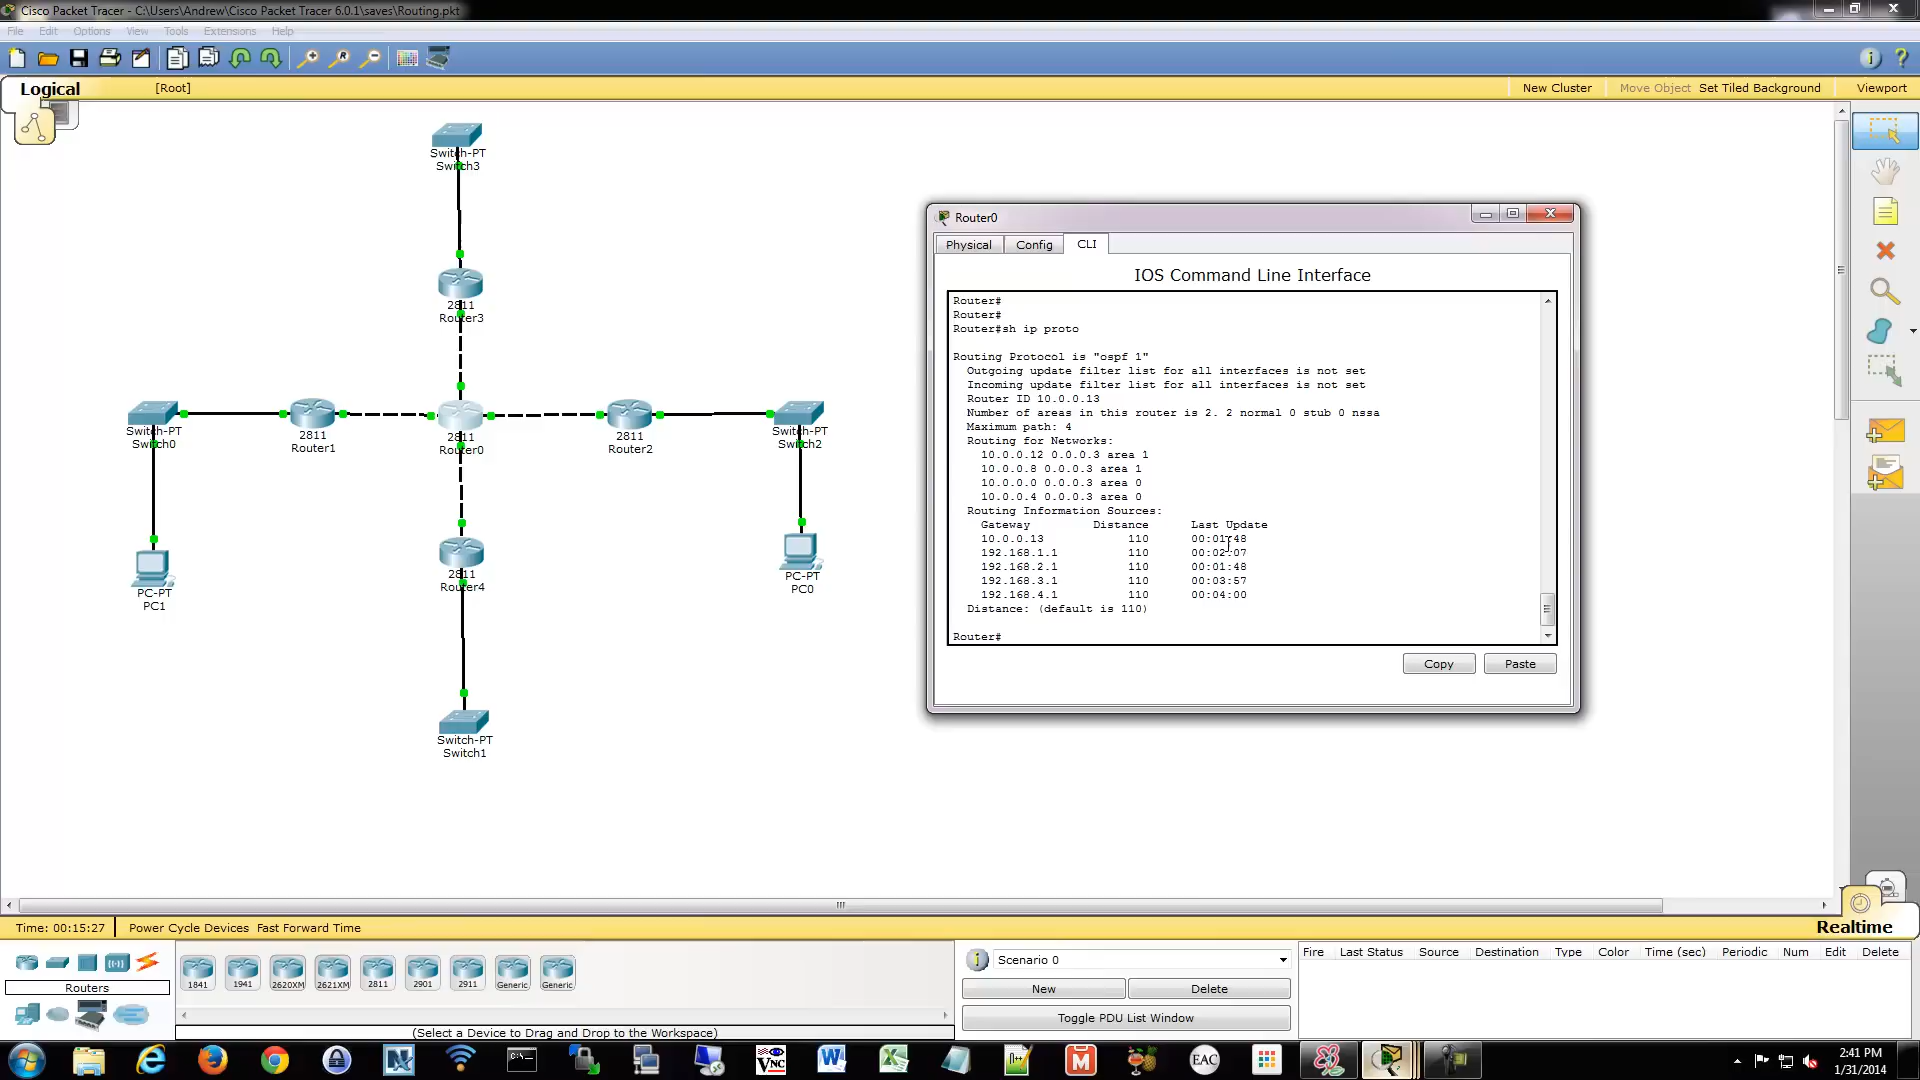 Cisco Packet Tracer - C:\Users\Andrew\Cisco Packet Tracer 6.0.1\saves\Routing.pkt
File Edit Options View Tools Extensions Help
Logical [Root] New Cluster Move Object Set Tiled Background Viewport
Switch-PT
Switch3
2811
Router3
Switch-PT
Switch0
2811
Router1
2811
Router0
2811
Router2
Switch-PT
Switch2
2811
Router4
PC-PT
PC1
PC-PT
PC0
Switch-PT
Switch1
Router0
Physical Config CLI
IOS Command Line Interface
Router#
Router#
Router#sh ip proto
Routing Protocol is "ospf 1"
Outgoing update filter list for all interfaces is not set
Incoming update filter list for all interfaces is not set
Router ID 10.0.0.13
Number of areas in this router is 2. 2 normal 0 stub 0 nssa
Maximum path: 4
Routing for Networks:
10.0.0.12 0.0.0.3 area 1
10.0.0.8 0.0.0.3 area 1
10.0.0.0 0.0.0.3 area 0
10.0.0.4 0.0.0.3 area 0
Routing Information Sources:
Gateway Distance Last Update
10.0.0.13 110 00:01:48
192.168.1.1 110 00:02:07
192.168.2.1 110 00:01:48
192.168.3.1 110 00:03:57
192.168.4.1 110 00:04:00
Distance: (default is 110)
Router#
Copy Paste
Time: 00:15:27 Power Cycle Devices Fast Forward Time Realtime
Routers
1841 1941 2620XM 2621XM 2811 2901 2911 Generic Generic
(Select a Device to Drag and Drop to the Workspace)
Scenario 0
New Delete
Toggle PDU List Window
Fire Last Status Source Destination Type Color Time (sec) Periodic Num Edit Delete
VNC
EAC
2:41 PM
1/31/2014